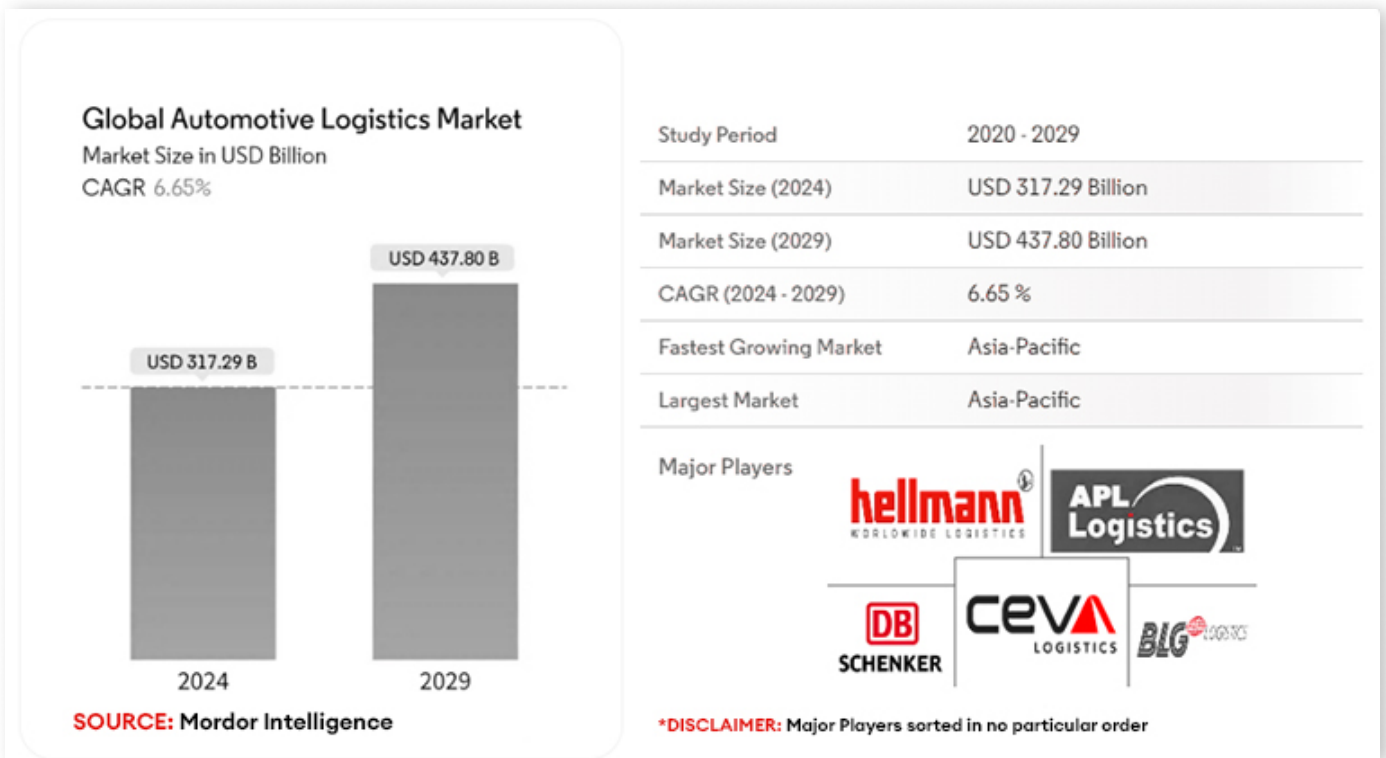 Global Automotive Logistics Market
Market Size in USD Billion
CAGR 6.65%
USD 437.80 B
USD 317.29 B
2024 2029
SOURCE: Mordor Intelligence
Study Period 2020 - 2029
Market Size (2024) USD 317.29 Billion
Market Size (2029) USD 437.80 Billion
CAGR (2024 - 2029) 6.65 %
Fastest Growing Market Asia-Pacific
Largest Market Asia-Pacific
Major Players
hellmann
WORLDWIDE LOGISTICS
APL
Logistics
DB
SCHENKER
CEVA
LOGISTICS
BLG LOGISTICS
*DISCLAIMER: Major Players sorted in no particular order